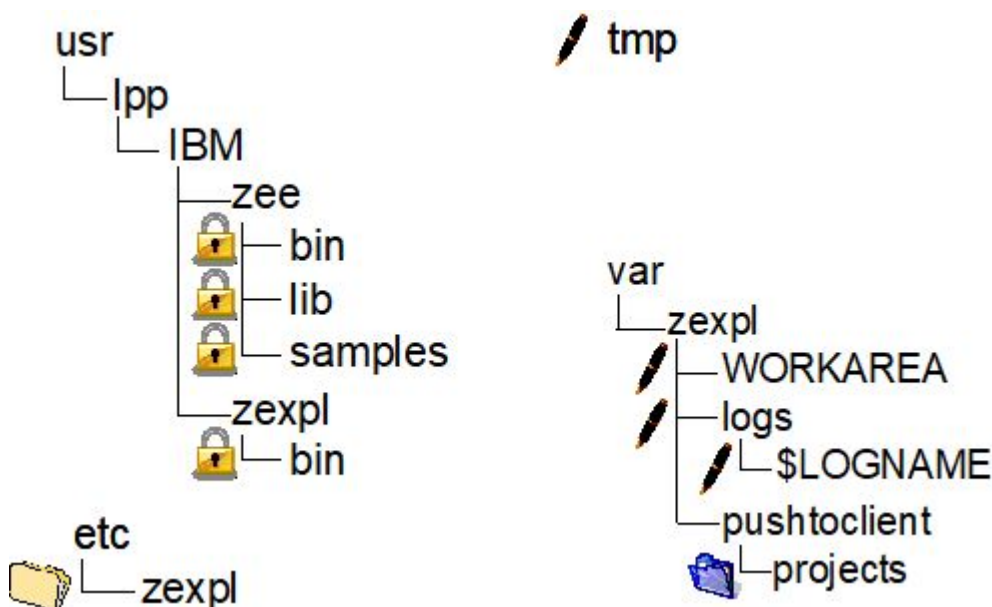 usr
lpp
IBM
zee
bin
lib
samples
zexpl
bin
etc
zexpl
tmp
var
zexpl
WORKAREA
logs
$LOGNAME
pushtoclient
projects